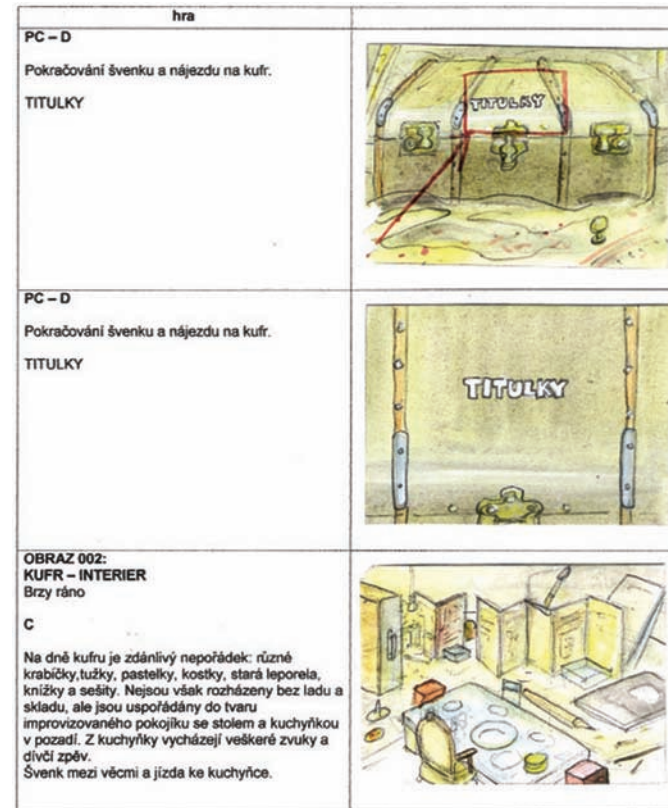 hra
PC – D
Pokračování švenku a nájezdu na kufr.
TITULKY
TITULKY
PC – D
Pokračování švenku a nájezdu na kufr.
TITULKY
TITULKY
OBRAZ 002:
KUFR – INTERIER
Brzy ráno
C
Na dně kufru je zdánlivý nepořádek: různé
krabičky,tužky, pastelky, kostky, stará leporela,
knížky a sešity. Nejsou však rozházeny bez ladu a
skladu, ale jsou uspořádány do tvaru
improvizovaného pokojíku se stolem a kuchyňkou
v pozadí. Z kuchyňky vycházejí veškeré zvuky a
dívčí zpěv.
Švenk mezi věcmi a jízda ke kuchyňce.